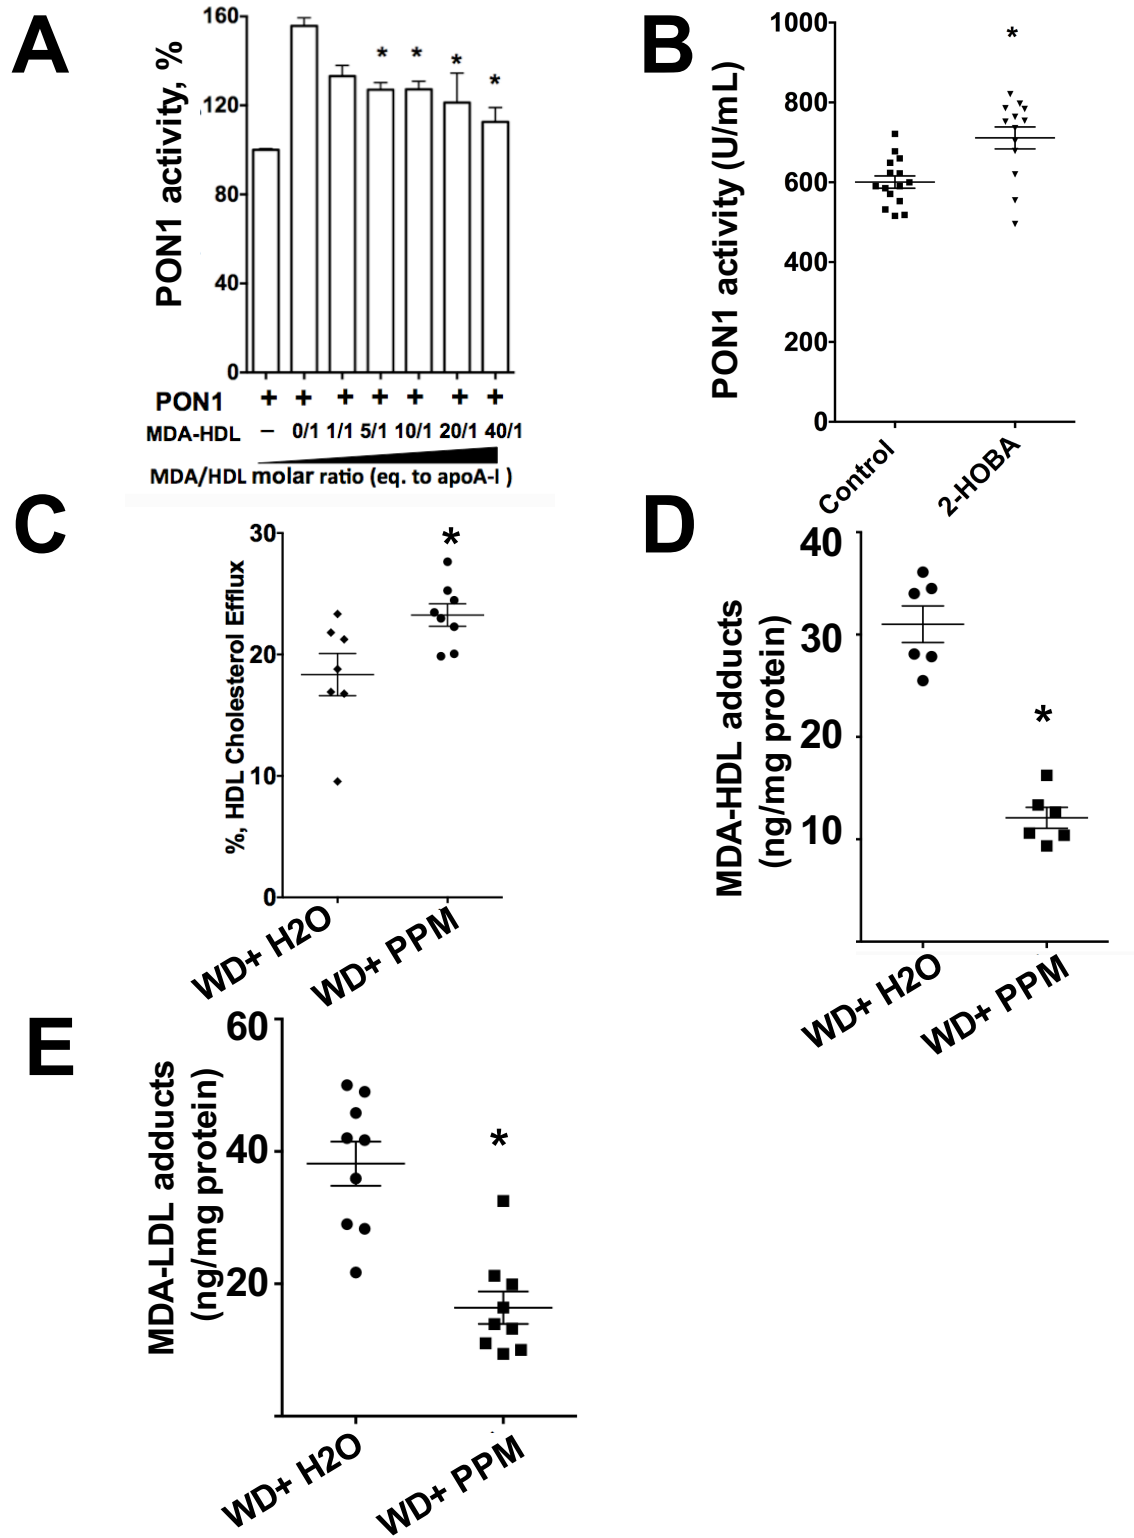 A
PON1 activity, %
160
120
80
40
0
* * * *
PON1 + + + + + + +
MDA-HDL – 0/1 1/1 5/1 10/1 20/1 40/1
MDA/HDL molar ratio (eq. to apoA-I )
B
PON1 activity (U/mL)
1000
800
600
400
200
0
*
Control
2-HOBA
C
%, HDL Cholesterol Efflux
30
20
10
0
*
WD+ H2O
WD+ PPM
D
MDA-HDL adducts
(ng/mg protein)
40
30
20
10
*
WD+ H2O
WD+ PPM
E
MDA-LDL adducts
(ng/mg protein)
60
40
20
*
WD+ H2O
WD+ PPM